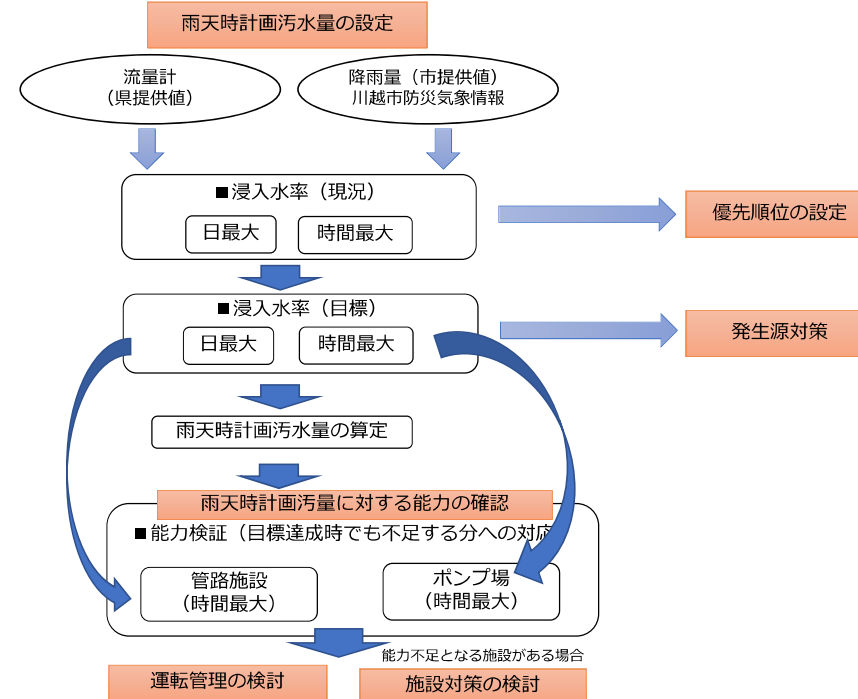 雨天時計画汚水量の設定
流量計
（県提供値）
降雨量（市提供値）
川越市防災気象情報
■浸入水率（現況）
日最大
時間最大
優先順位の設定
■浸入水率（目標）
日最大
時間最大
発生源対策
雨天時計画汚水量の算定
雨天時計画汚量に対する能力の確認
■能力検証（目標達成時でも不足する分への対応
管路施設
（時間最大）
ポンプ場
（時間最大）
能力不足となる施設がある場合
運転管理の検討
施設対策の検討